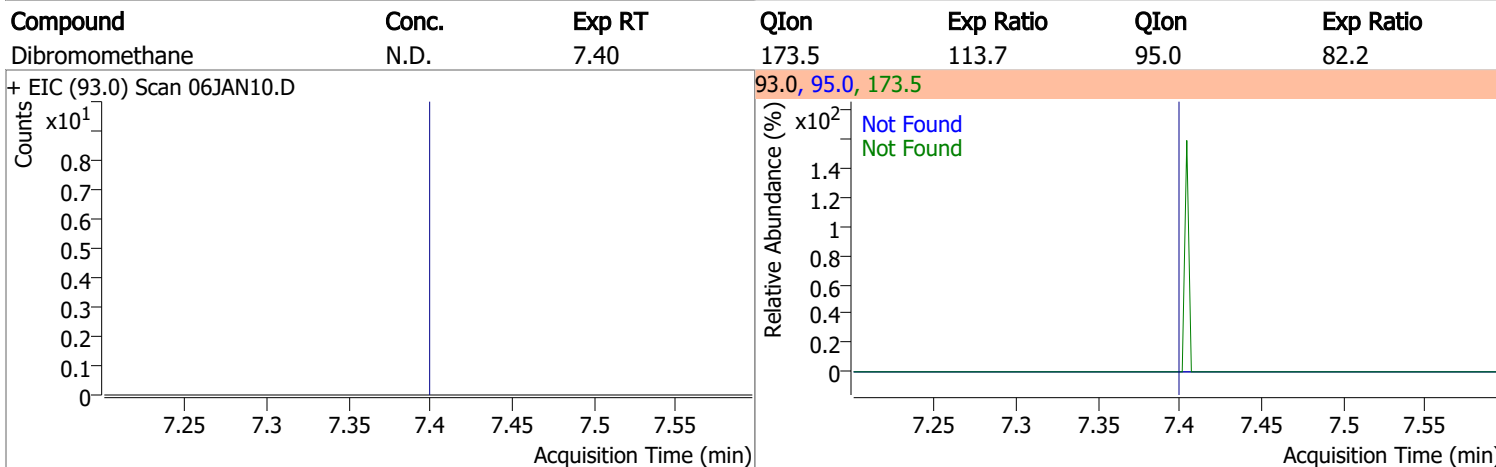 Compound Conc. Exp RT QIon Exp Ratio QIon Exp Ratio
Dibromomethane N.D. 7.40 173.5 113.7 95.0 82.2
+ EIC (93.0) Scan 06JAN10.D
Counts
x10¹
0.8
0.7
0.6
0.5
0.4
0.3
0.2
0.1
0
7.25 7.3 7.35 7.4 7.45 7.5 7.55
Acquisition Time (min)
93.0, 95.0, 173.5
Relative Abundance (%)
x10²
Not Found
Not Found
1.4
1.2
1
0.8
0.6
0.4
0.2
0
7.25 7.3 7.35 7.4 7.45 7.5 7.55
Acquisition Time (min)